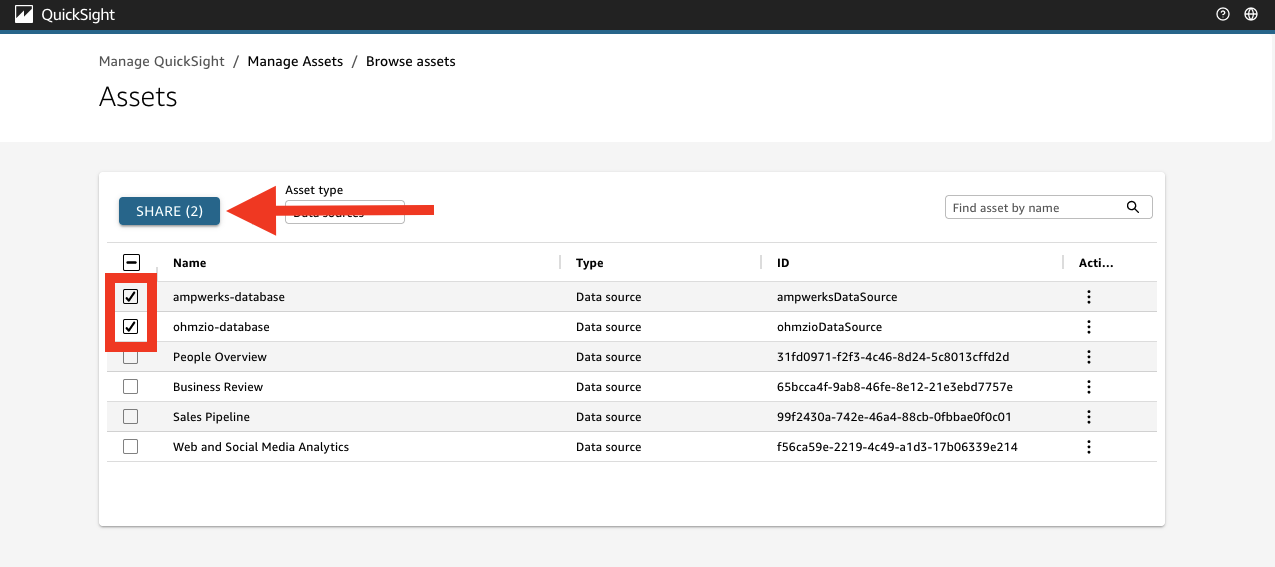 QuickSight
Manage QuickSight / Manage Assets / Browse assets
Assets
Asset type
SHARE (2)
Data sources
Find asset by name
Name Type ID Acti...
ampwerks-database Data source ampwerksDataSource
ohmzio-database Data source ohmzioDataSource
People Overview Data source 31fd0971-f2f3-4c46-8d24-5c8013cffd2d
Business Review Data source 65bcca4f-9ab8-46fe-8e12-21e3ebd7757e
Sales Pipeline Data source 99f2430a-742e-46a4-88cb-0fbbae0f0c01
Web and Social Media Analytics Data source f56ca59e-2219-4c49-a1d3-17b06339e214